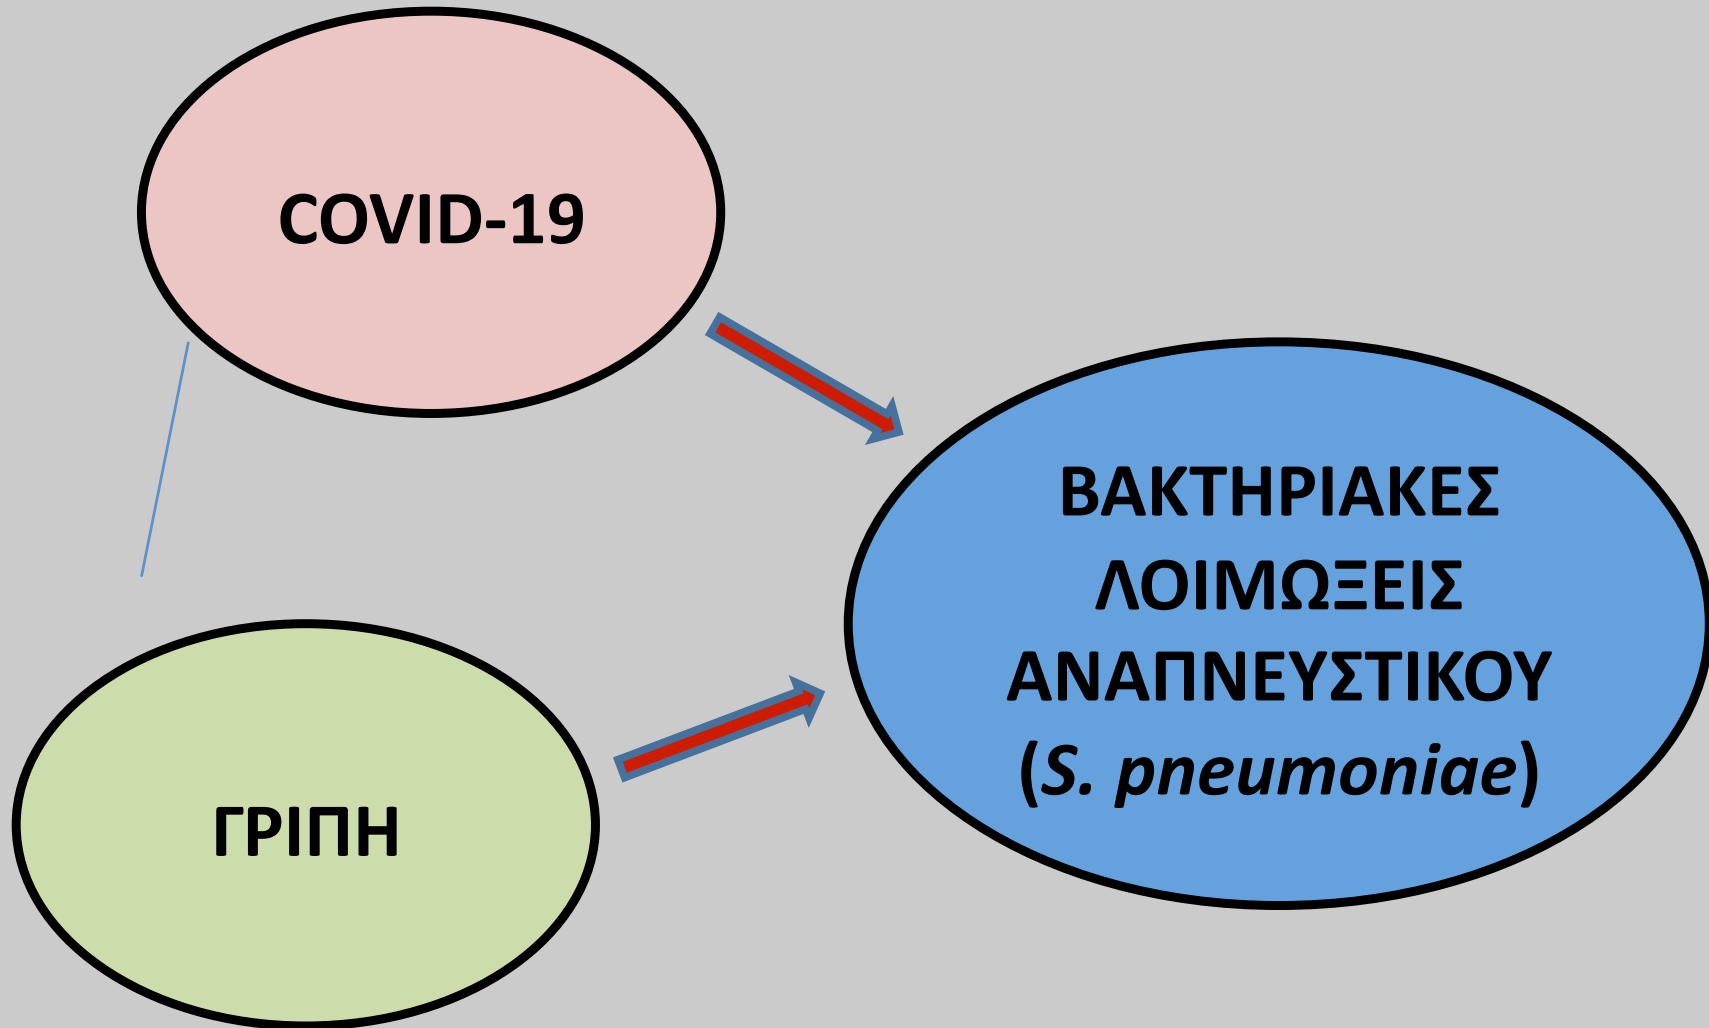 COVID-19
ΒΑΚΤΗΡΙΑΚΕΣ
ΛΟΙΜΩΞΕΙΣ
ΑΝΑΠΝΕΥΣΤΙΚΟΥ
(S. pneumoniae)
ΓΡΙΠΗ